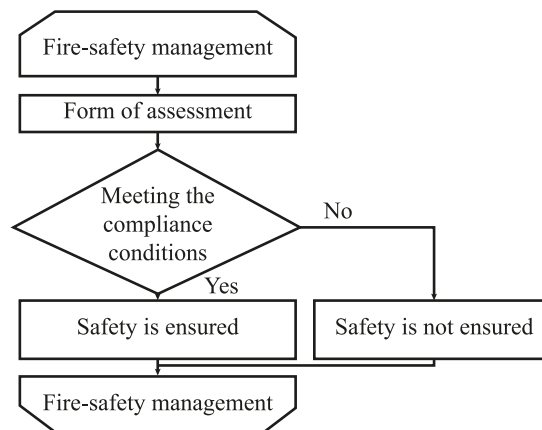 Fire-safety management
Form of assessment
Meeting the
compliance
conditions
No
Yes
Safety is ensured
Safety is not ensured
Fire-safety management